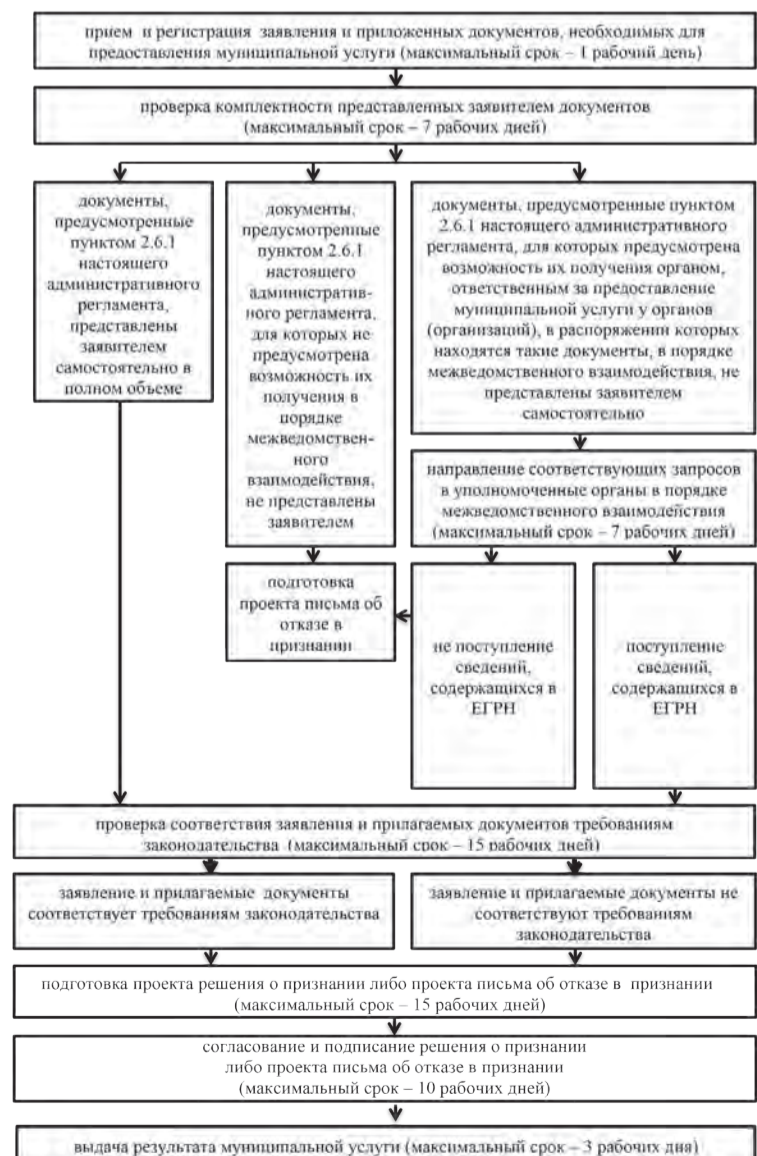 прием и регистрация заявления и приложенных документов, необходимых для
предоставления муниципальной услуги (максимальный срок – 1 рабочий день)
проверка комплектности представленных заявителем документов
(максимальный срок – 7 рабочих дней)
документы,
предусмотренные
пунктом 2.6.1
настоящего
административного
регламента,
представлены
заявителем
самостоятельно в
полном объеме
документы,
предусмотренные
пунктом 2.6.1
настоящего
административ-
ного регламента,
для которых не
предусмотрена
возможность их
получения в
порядке
межведомствен-
ного
взаимодействия,
не представлены
заявителем
документы, предусмотренные пунктом
2.6.1 настоящего административного
регламента, для которых предусмотрена
возможность их получения органом,
ответственным за предоставление
муниципальной услуги у органов
(организаций), в распоряжении которых
находятся такие документы, в порядке
межведомственного взаимодействия, не
представлены заявителем
самостоятельно
направление соответствующих запросов
в уполномоченные органы в порядке
межведомственного взаимодействия
(максимальный срок – 7 рабочих дней)
подготовка
проекта письма об
отказе в
признании
не поступление
сведений,
содержащихся в
ЕГРН
поступление
сведений,
содержащихся в
ЕГРН
проверка соответствия заявления и прилагаемых документов требованиям
законодательства (максимальный срок – 15 рабочих дней)
заявление и прилагаемые документы
соответствует требованиям законодательства
заявление и прилагаемые документы не
соответствуют требованиям
законодательства
подготовка проекта решения о признании либо проекта письма об отказе в признании
(максимальный срок – 15 рабочих дней)
согласование и подписание решения о признании
либо проекта письма об отказе в признании
(максимальный срок – 10 рабочих дней)
выдача результата муниципальной услуги (максимальный срок – 3 рабочих дня)